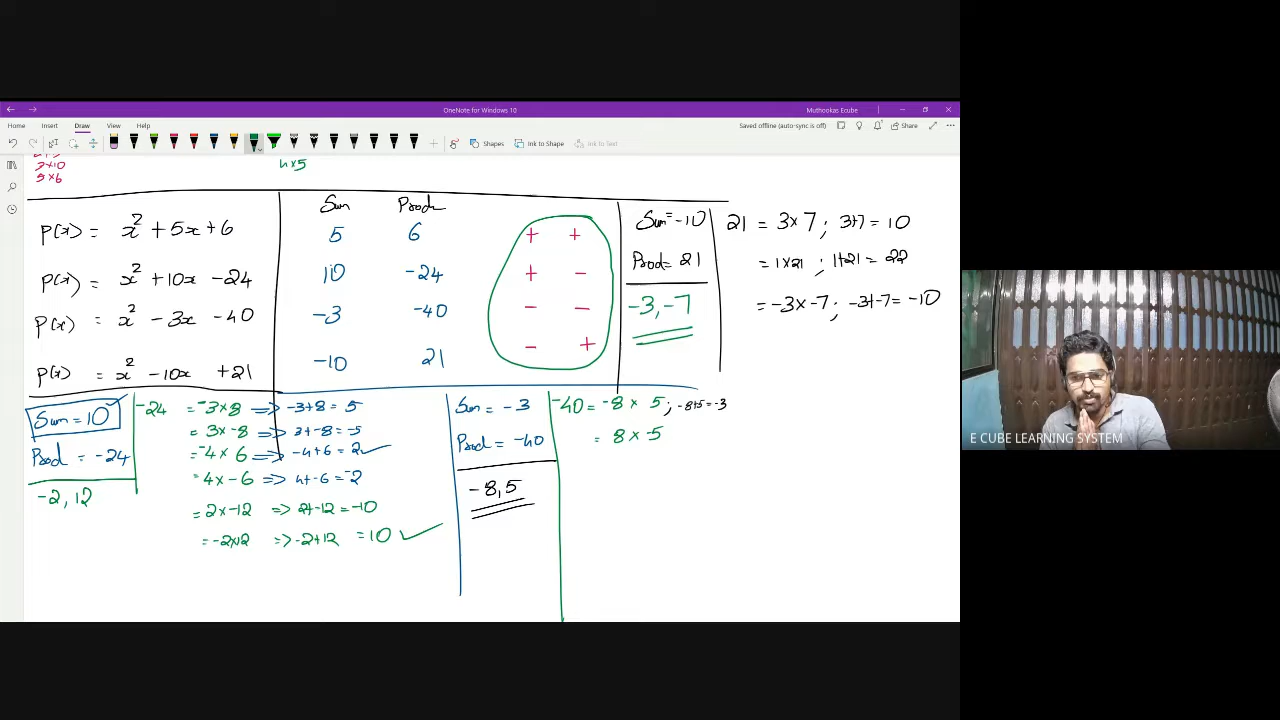 OneNote for Windows 10
Muthookas Ecube
Home Insert Draw View Help
Saved offline (auto-sync is off) Share
Shapes Ink to Shape Ink to Text
3×10
5×6
4×5
P(x) = x² + 5x + 6
P(x) = x² + 10x - 24
P(x) = x² - 3x - 40
P(x) = x² - 10x + 21
Sum Prod
5 6
10 -24
-3 -40
-10 21
+ +
+ -
- -
- +
Sum = -10
Prod = 21
-3, -7
21 = 3×7 ; 3+7 = 10
= 1×21 ; 1+21 = 22
= -3×-7 ; -3+-7 = -10
Sum = 10
Prod = -24
-2, 12
-24 = -3×8 => -3+8 = 5
= 3×-8 => 3+-8 = -5
= -4×6 => -4+6 = 2 ✓
= 4×-6 => 4+-6 = -2
= 2×-12 => 2+-12 = -10
= -2×12 => -2+12 = 10 ✓
Sum = -3
Prod = -40
-8, 5
-40 = -8 × 5 ; -8+5 = -3
= 8 × -5
E CUBE LEARNING SYSTEM